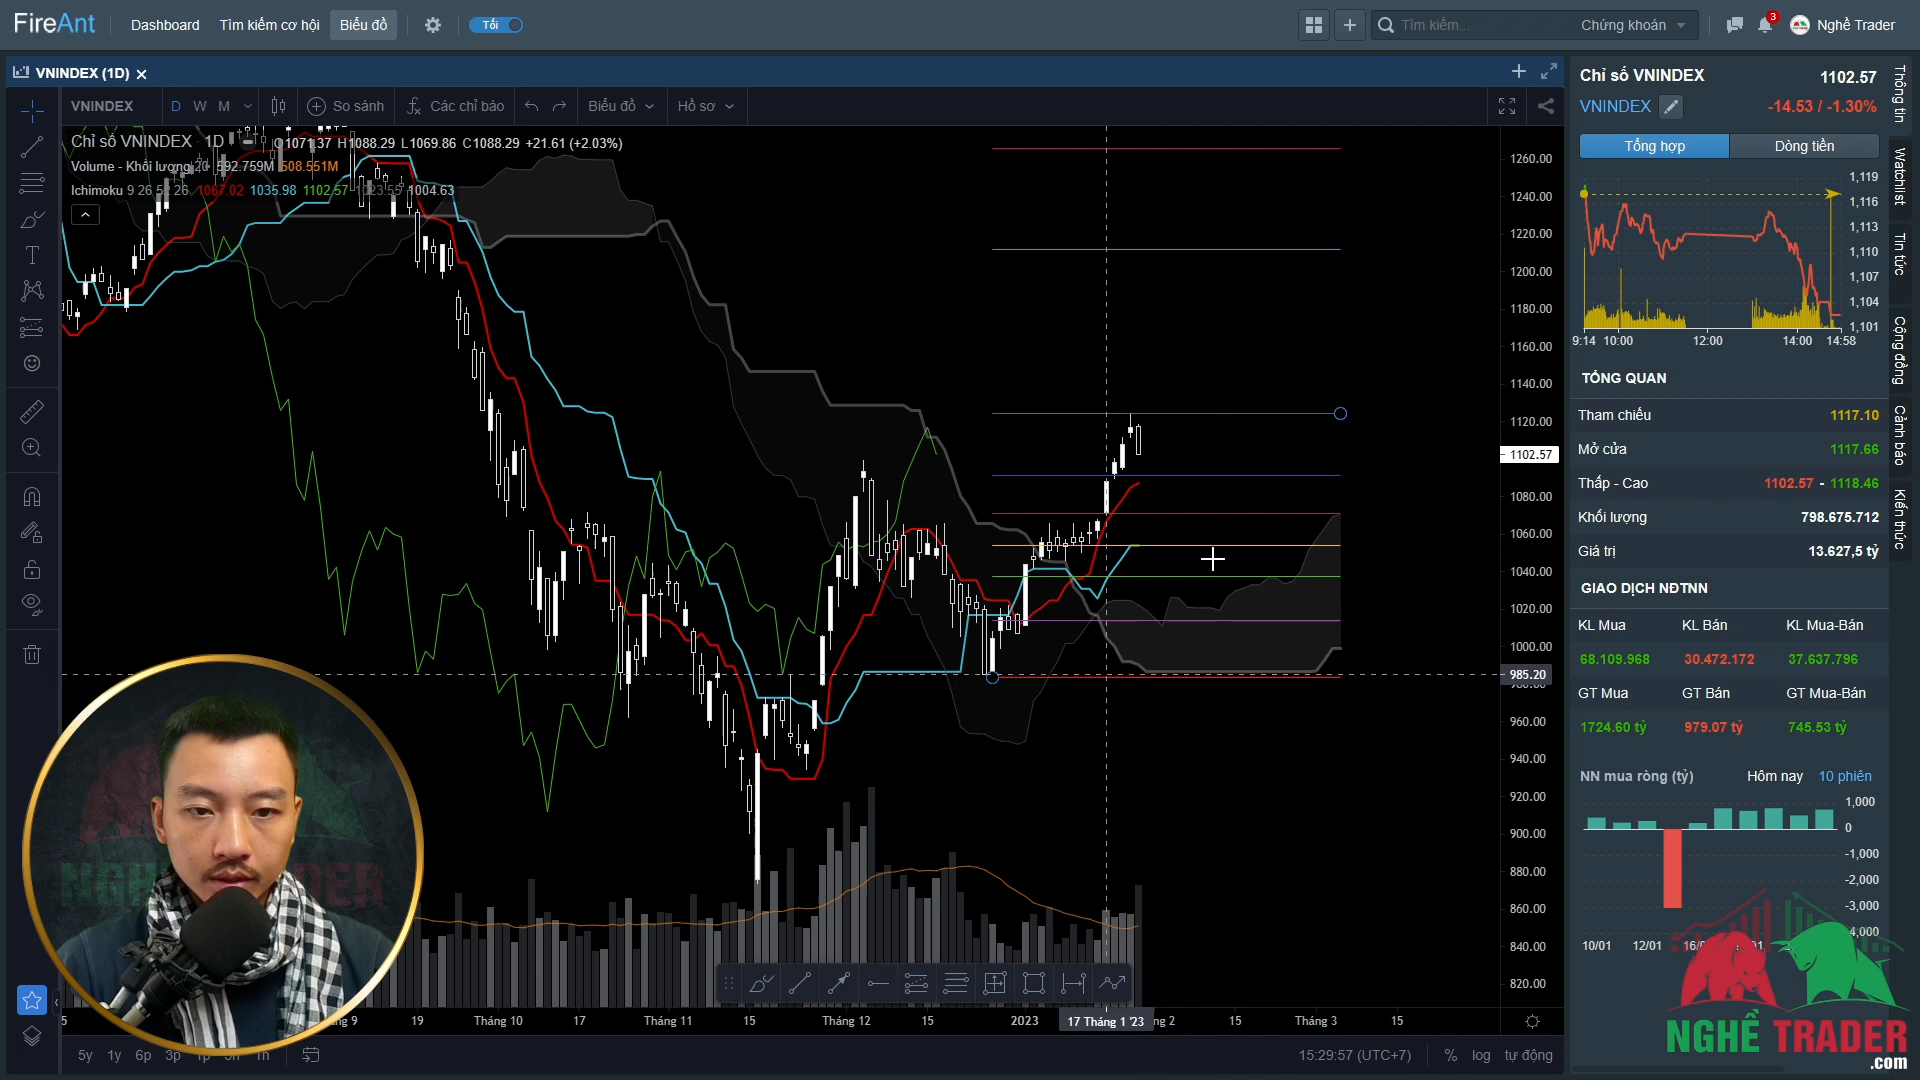 FireAnt
Dashboard
Tìm kiếm cơ hội
Biểu đồ
Tối
Tìm kiếm...
Chứng khoán
3
Nghề Trader
VNINDEX (1D)
VNINDEX
D
W
M
So sánh
Các chỉ báo
Biểu đồ
Hồ sơ
Chỉ số VNINDEX 1D O1071.37 H1088.29 L1069.86 C1088.29 +21.61 (+2.03%)
Volume - Khối lượng 20 592.759M 508.551M
Ichimoku 9 26 52 26 1067.02 1035.98 1102.57 1023.55 1004.63
1260.00
1240.00
1220.00
1200.00
1180.00
1160.00
1140.00
1120.00
1102.57
1080.00
1060.00
1040.00
1020.00
1000.00
985.20
960.00
940.00
920.00
900.00
880.00
860.00
840.00
820.00
19
Tháng 10
17
Tháng 11
15
Tháng 12
15
2023
17 Tháng 1 '23
15
Tháng 3
15
5y
1y
6p
3p
15:29:57 (UTC+7)
%
log
tự động
Chỉ số VNINDEX
1102.57
VNINDEX
-14.53 / -1.30%
Tổng hợp
Dòng tiền
1,119
1,116
1,113
1,110
1,107
1,104
1,101
9:14
10:00
12:00
14:00
14:58
TỔNG QUAN
Tham chiếu 1117.10
Mở cửa 1117.66
Thấp - Cao 1102.57 - 1118.46
Khối lượng 798.675.712
Giá trị 13.627,5 tỷ
GIAO DỊCH NĐTNN
KL Mua KL Bán KL Mua-Bán
68.109.968 30.472.172 37.637.796
GT Mua GT Bán GT Mua-Bán
1724.60 tỷ 979.07 tỷ 745.53 tỷ
NN mua ròng (tỷ)
Hôm nay
10 phiên
1,000
0
-1,000
-2,000
-3,000
10/01
12/01
Thông tin
Watchlist
Tin tức
Cộng đồng
Cảnh báo
Kiến thức
NGHỀ TRADER
.com